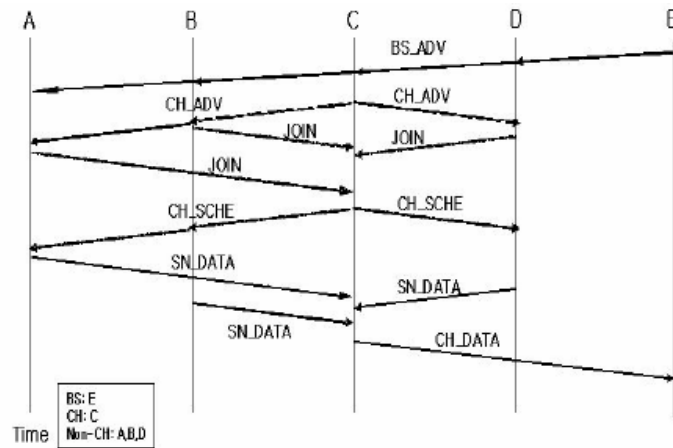 A B C D E
BS_ADV
CH_ADV CH_ADV
JOIN JOIN
JOIN
CH_SCHE CH_SCHE
SN_DATA
SN_DATA
SN_DATA
CH_DATA
BS: E
CH: C
Non-CH: A,B,D
Time